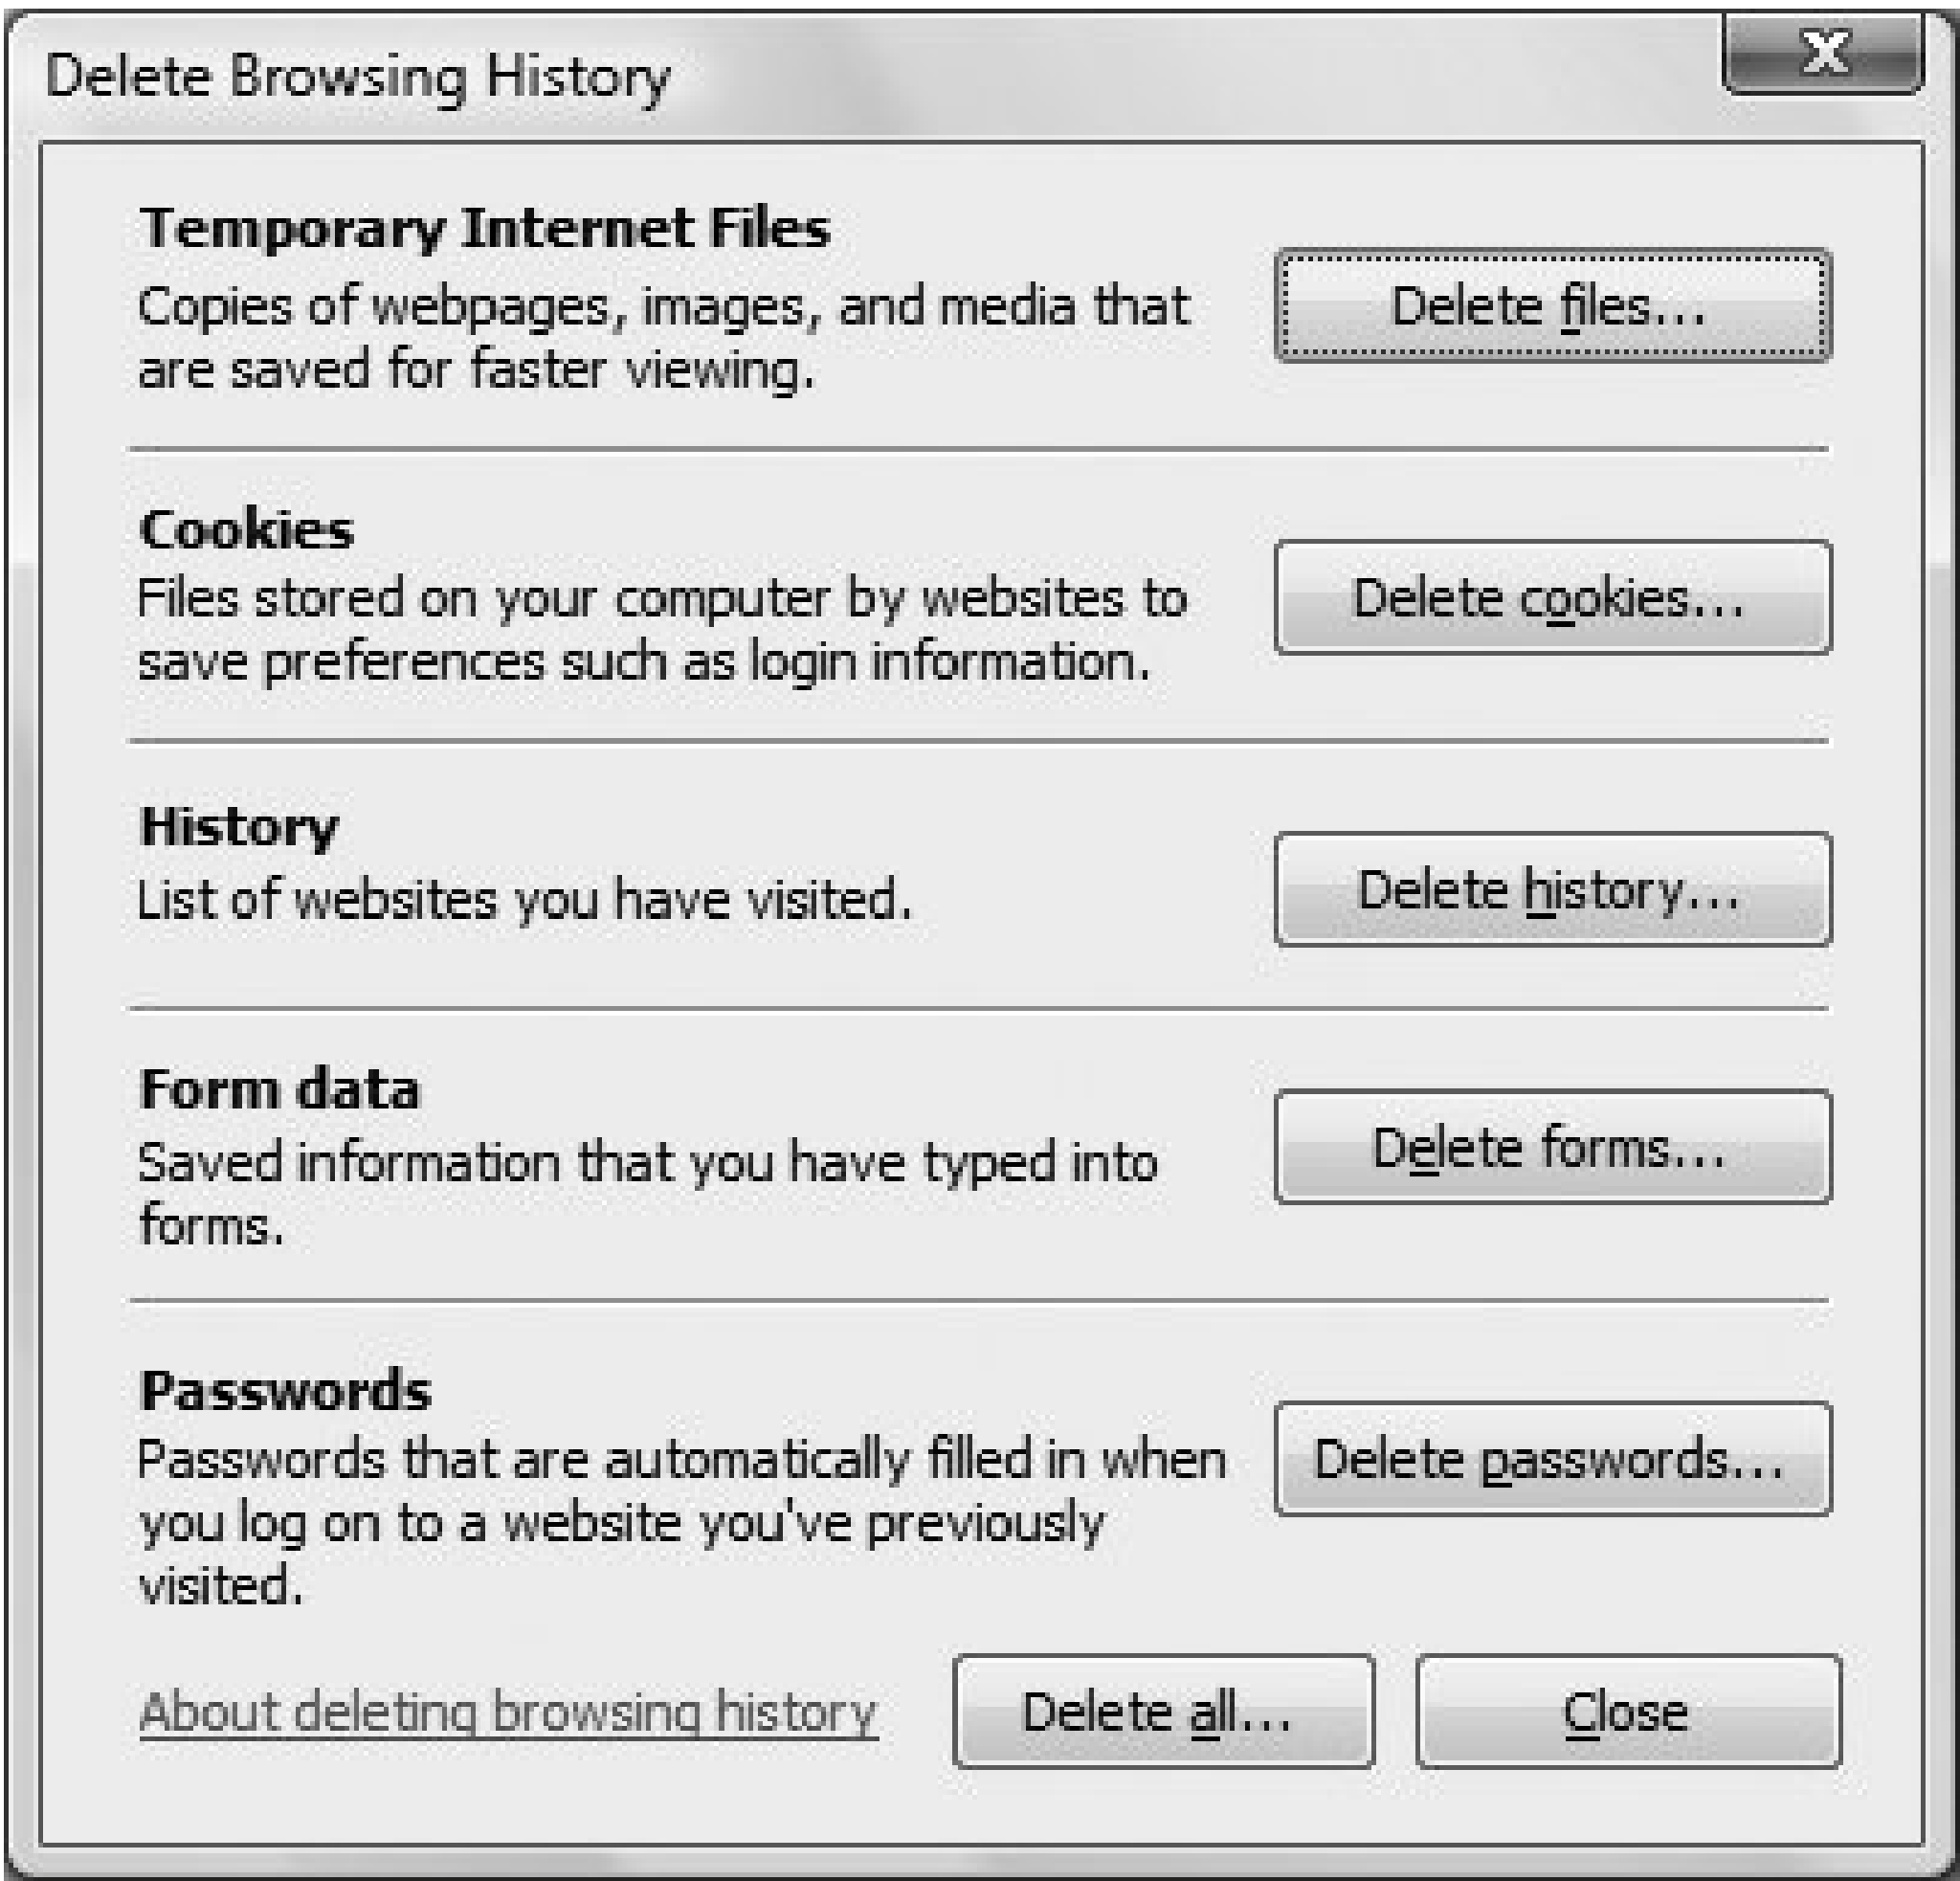 Delete Browsing History
Temporary Internet Files
Copies of webpages, images, and media that
are saved for faster viewing.
Delete files...
Cookies
Files stored on your computer by websites to
save preferences such as login information.
Delete cookies...
History
List of websites you have visited.
Delete history...
Form data
Saved information that you have typed into
forms.
Delete forms...
Passwords
Passwords that are automatically filled in when
you log on to a website you've previously
visited.
Delete passwords...
About deleting browsing history
Delete all...
Close